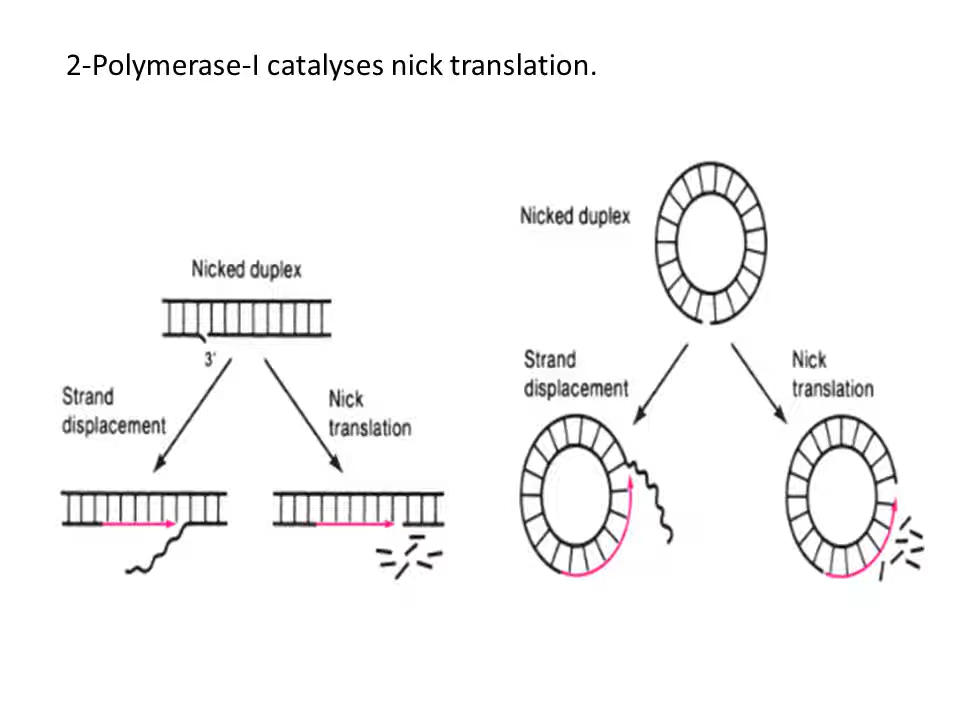 2-Polymerase-I catalyses nick translation.
Nicked duplex
3'
Strand
displacement
Nick
translation
Nicked duplex
Strand
displacement
Nick
translation